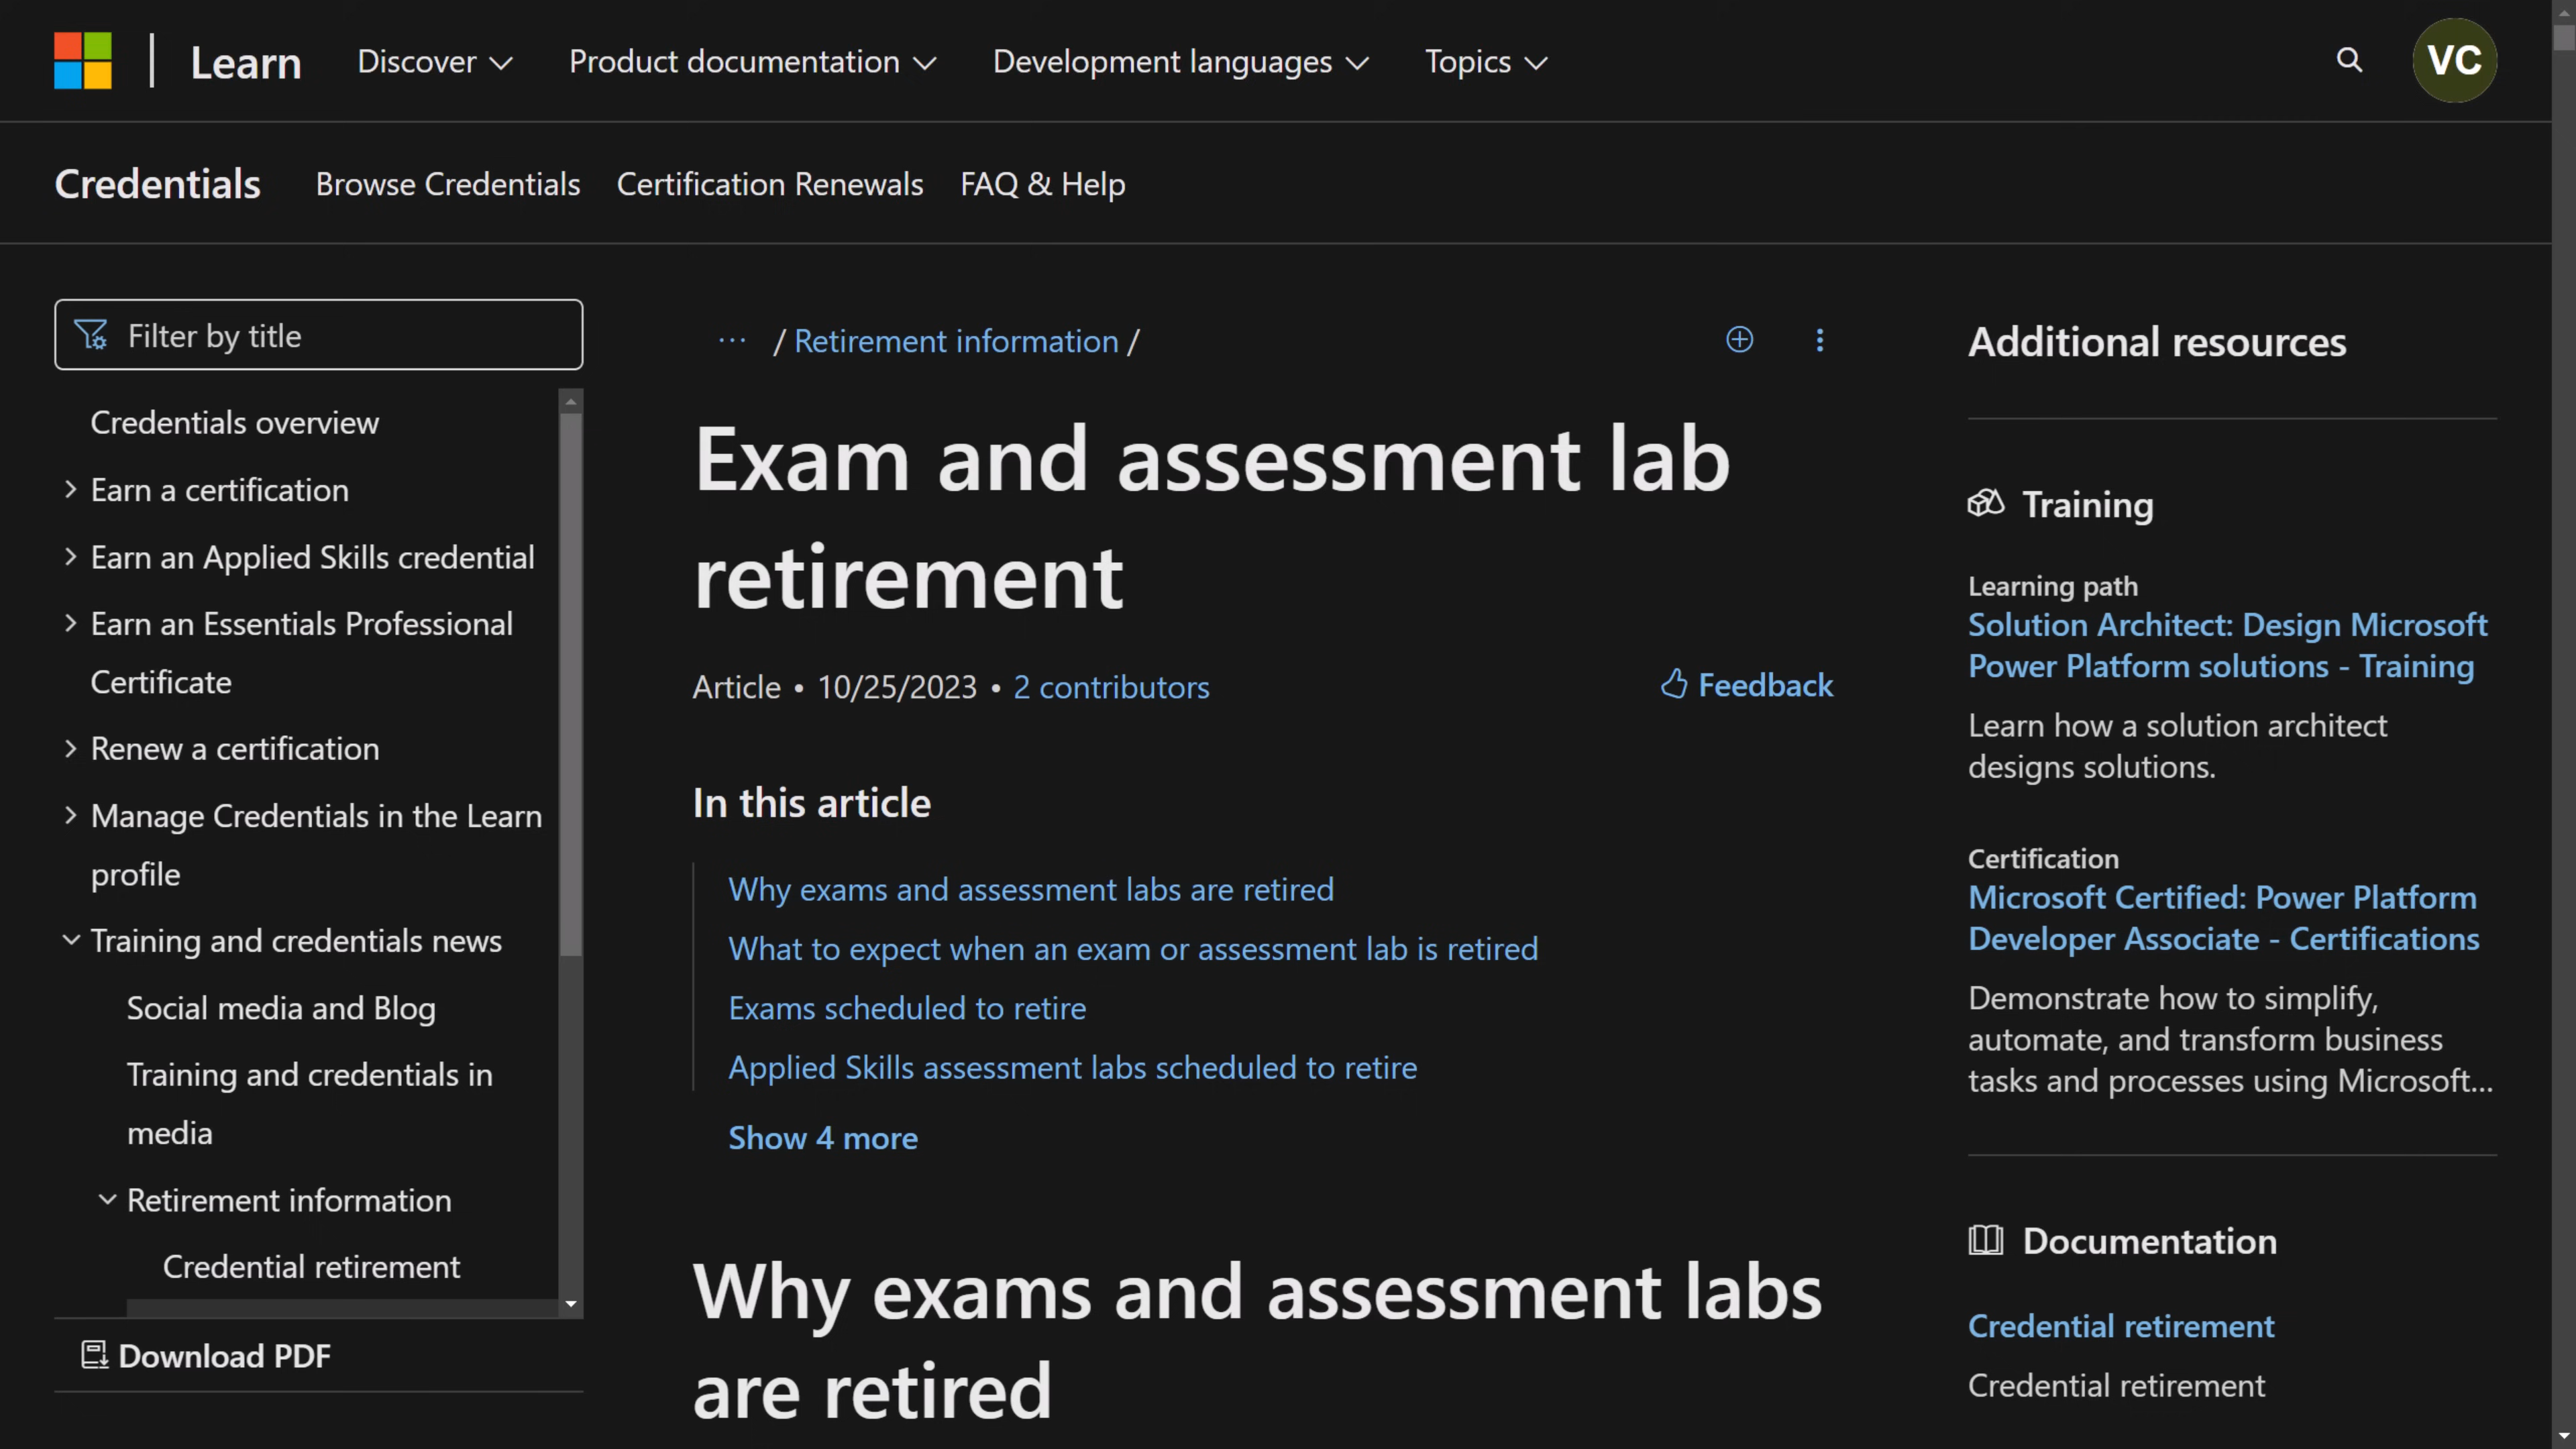 Learn
Discover
Product documentation
Development languages
Topics
VC
Credentials
Browse Credentials
Certification Renewals
FAQ & Help
Filter by title
Credentials overview
Earn a certification
Earn an Applied Skills credential
Earn an Essentials Professional
Certificate
Renew a certification
Manage Credentials in the Learn
profile
Training and credentials news
Social media and Blog
Training and credentials in
media
Retirement information
Credential retirement
Download PDF
... / Retirement information /
Exam and assessment lab
retirement
Article • 10/25/2023 • 2 contributors
Feedback
In this article
Why exams and assessment labs are retired
What to expect when an exam or assessment lab is retired
Exams scheduled to retire
Applied Skills assessment labs scheduled to retire
Show 4 more
Why exams and assessment labs
are retired
Additional resources
Training
Learning path
Solution Architect: Design Microsoft
Power Platform solutions - Training
Learn how a solution architect
designs solutions.
Certification
Microsoft Certified: Power Platform
Developer Associate - Certifications
Demonstrate how to simplify,
automate, and transform business
tasks and processes using Microsoft...
Documentation
Credential retirement
Credential retirement